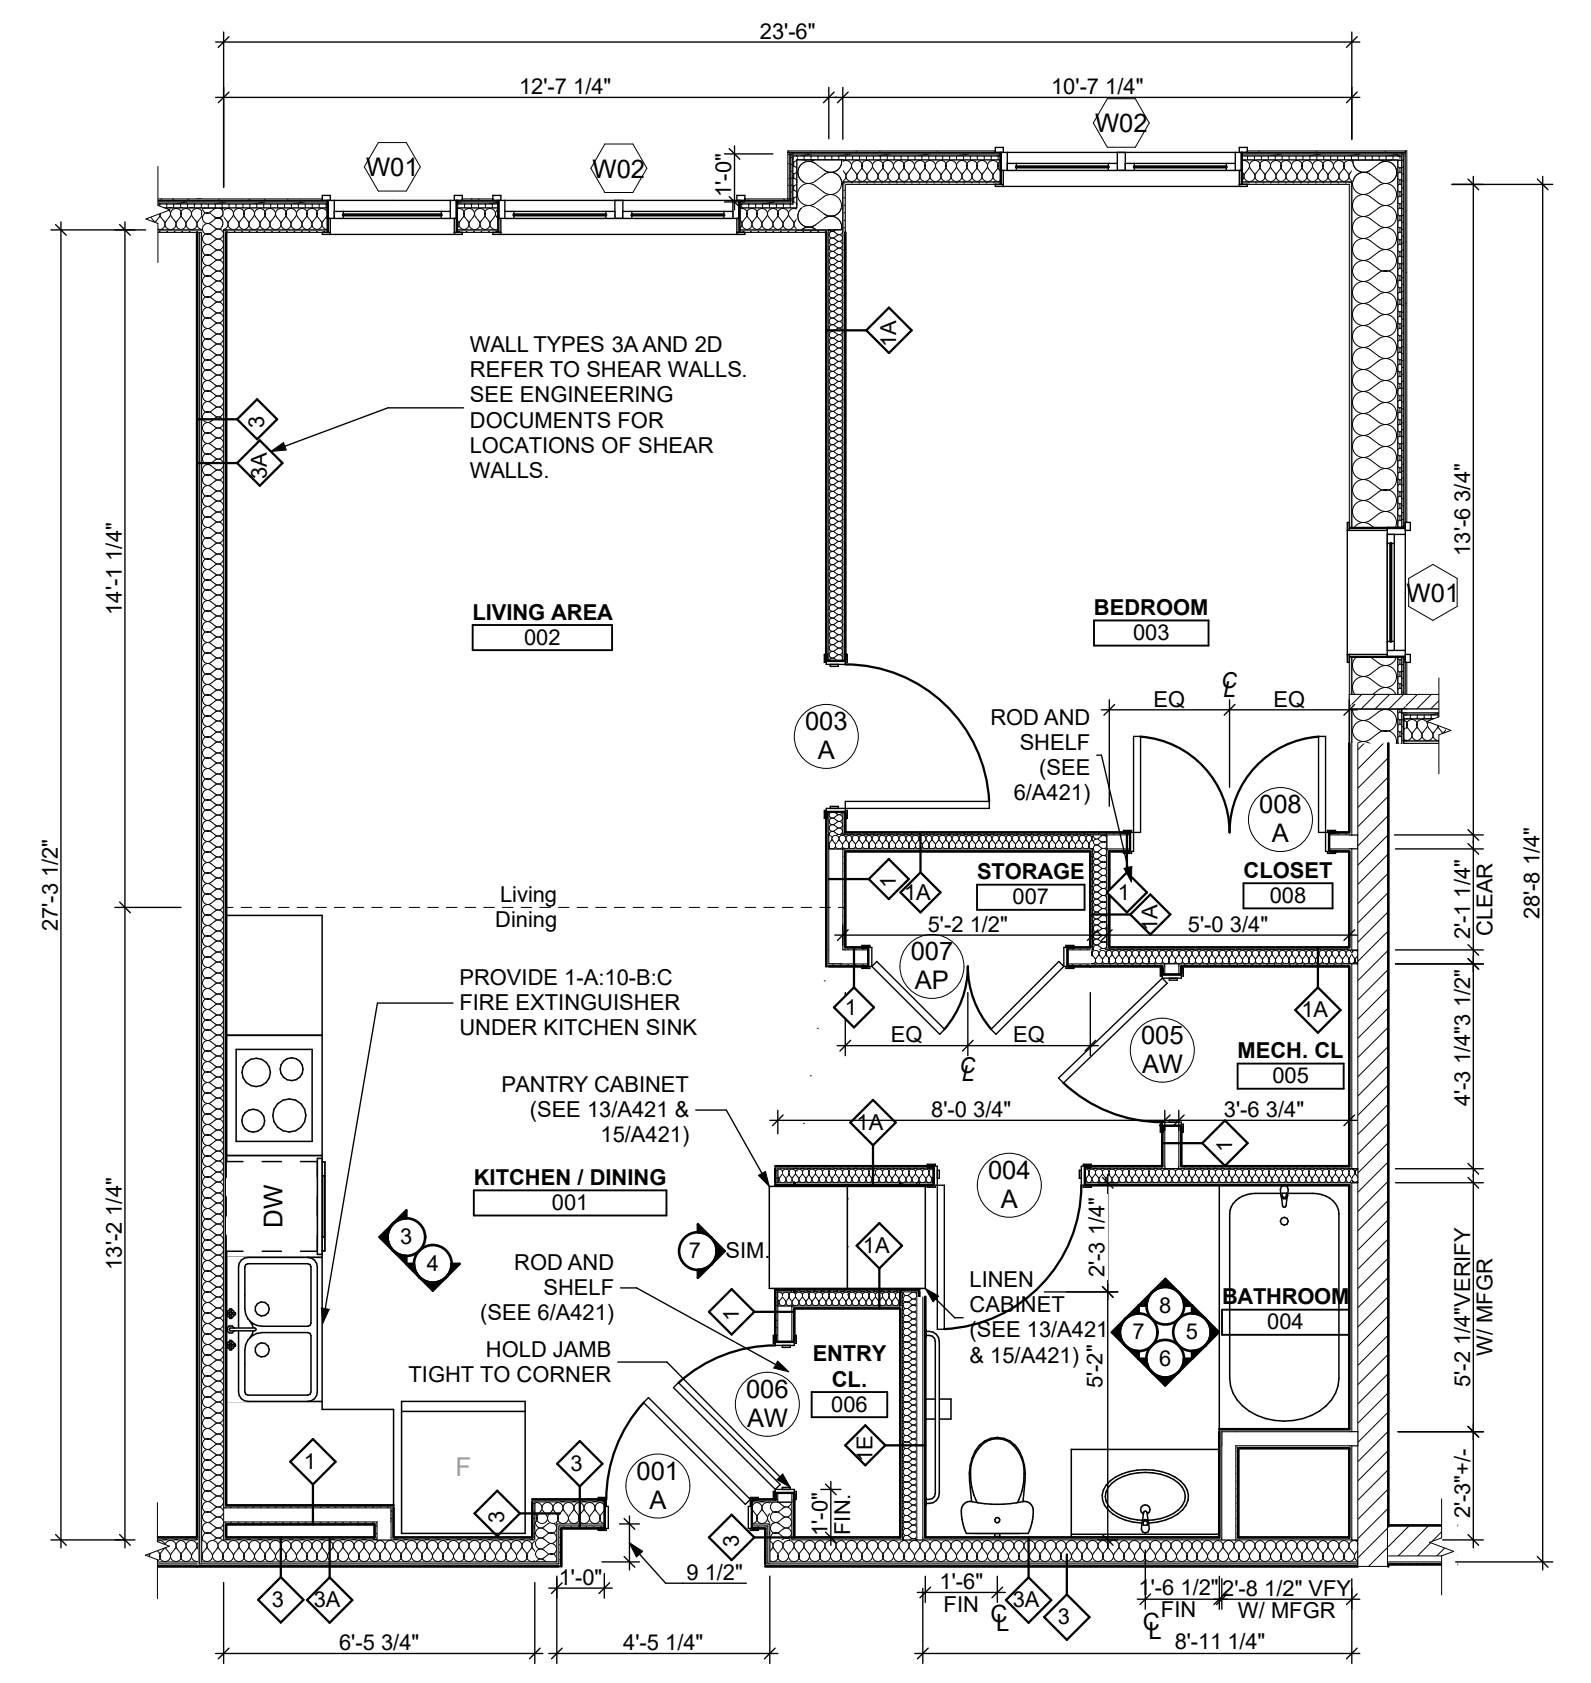 23'-6"
12'-7 1/4"
10'-7 1/4"
W01
W02
W02
1'-0"
WALL TYPES 3A AND 2D
REFER TO SHEAR WALLS.
SEE ENGINEERING
DOCUMENTS FOR
LOCATIONS OF SHEAR
WALLS.
1A
3
3A
13'-6 3/4"
14'-1 1/4"
W01
LIVING AREA
002
BEDROOM
003
EQ
CL
EQ
ROD AND
SHELF
(SEE
6/A421)
003
A
008
A
27'-3 1/2"
28'-8 1/4"
2'-1 1/4"
CLEAR
STORAGE
007
CLOSET
008
1
1A
1
1A
Living
Dining
5'-2 1/2"
5'-0 3/4"
007
AP
PROVIDE 1-A:10-B:C
FIRE EXTINGUISHER
UNDER KITCHEN SINK
1
1A
3 1/2"
4'-3 1/4"
EQ
EQ
CL
005
AW
MECH. CL
005
PANTRY CABINET
(SEE 13/A421 &
15/A421)
8'-0 3/4"
3'-6 3/4"
1A
1
KITCHEN / DINING
001
004
A
DW
13'-2 1/4"
3
4
7
SIM.
1A
2'-3 1/4"
ROD AND
SHELF
(SEE 6/A421)
1
LINEN
CABINET
(SEE 13/A421
& 15/A421)
5'-2"
8
7
5
6
BATHROOM
004
5'-2 1/4"VERIFY
W/ MFGR
HOLD JAMB
TIGHT TO CORNER
ENTRY
CL.
006
006
AW
1E
F
1
3
001
A
3
3
1'-0"
FIN.
2'-3"+/-
9 1/2"
1'-0"
3
3A
1'-6"
FIN
CL
3A
3
1'-6 1/2"
FIN
CL
2'-8 1/2" VFY
W/ MFGR
6'-5 3/4"
4'-5 1/4"
8'-11 1/4"